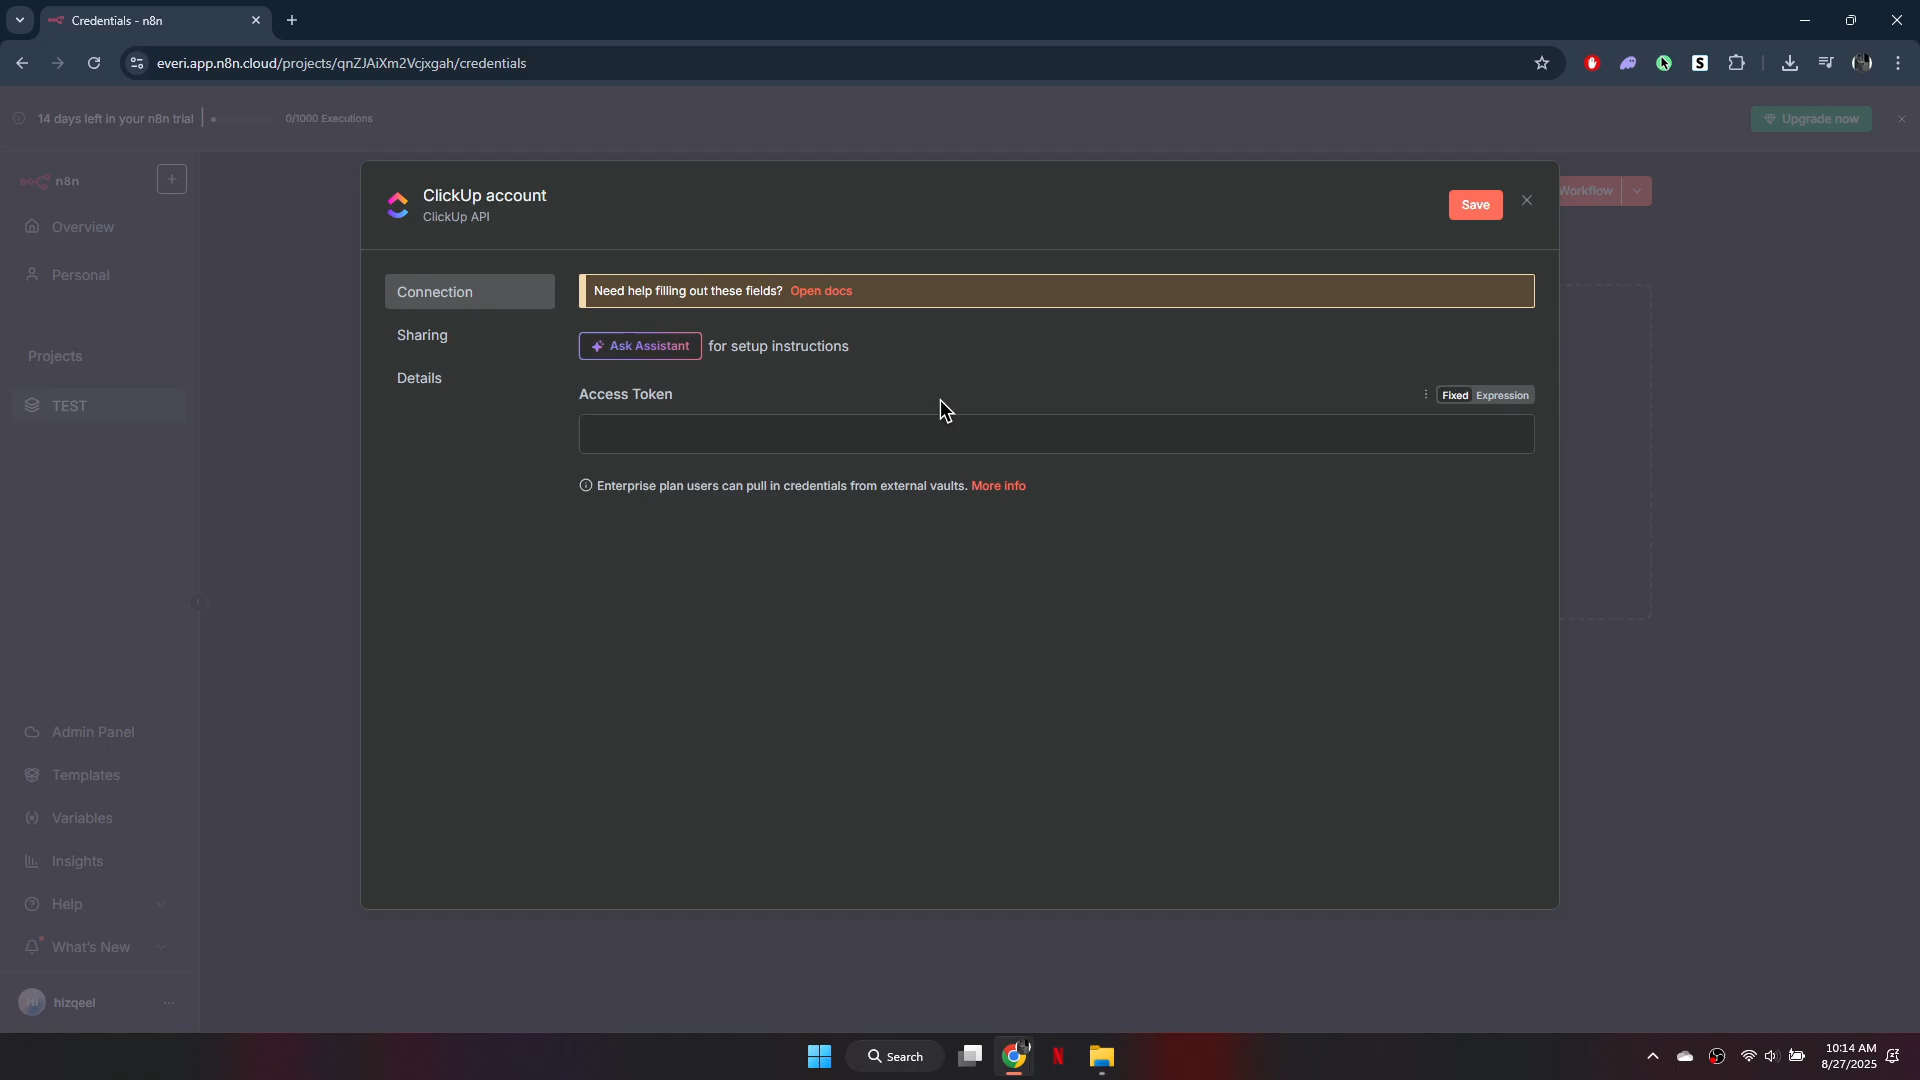 Credentials - n8n
everi.app.n8n.cloud/projects/qnZJAiXm2Vcjxgah/credentials
14 days left in your n8n trial
0/1000 Executions
Upgrade now
n8n
Workflow
Overview
Personal
Projects
TEST
ClickUp account
ClickUp API
Save
Connection
Sharing
Details
Need help filling out these fields? Open docs
Ask Assistant for setup instructions
Access Token
Fixed Expression
Enterprise plan users can pull in credentials from external vaults. More info
Admin Panel
Templates
Variables
Insights
Help
What's New
Hi hizqeel
Search
10:14 AM
8/27/2025